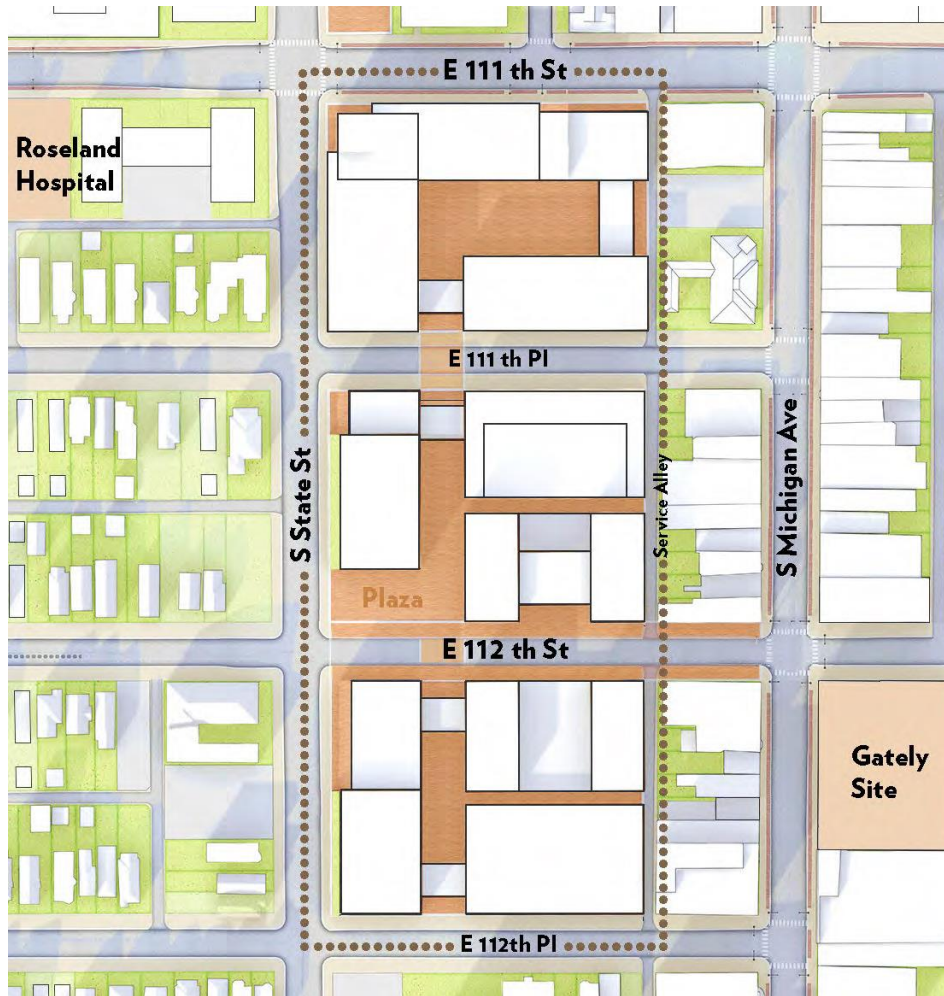 E 111 th St
Roseland
Hospital
E 111 th Pl
S State St
Service Alley
S Michigan Ave
Plaza
E 112 th St
Gately
Site
E 112th Pl